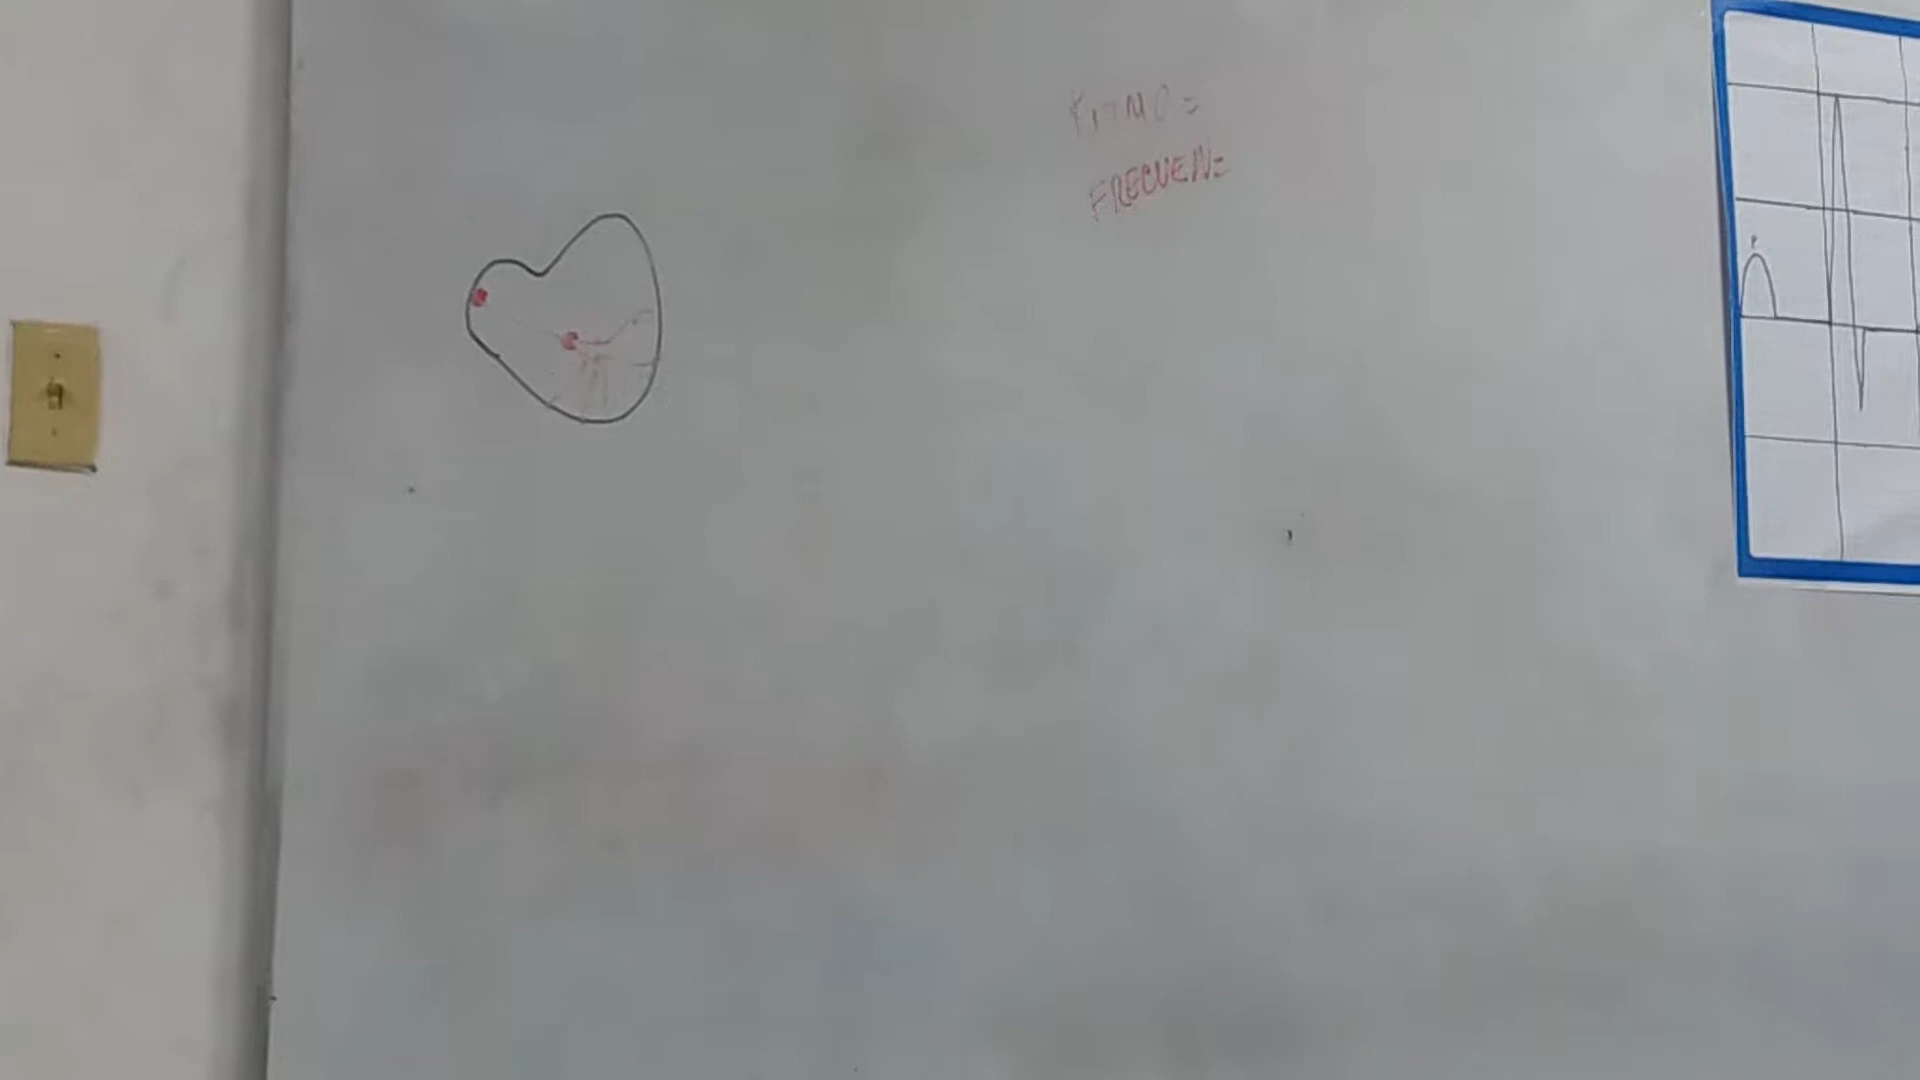 RITMO =
FRECUEN=
P